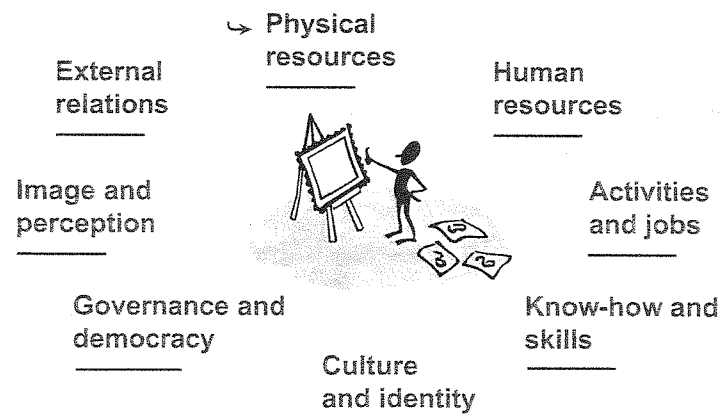 Physical
resources
External
relations
Human
resources
Image and
perception
Activities
and jobs
Governance and
democracy
Know-how and
skills
Culture
and identity